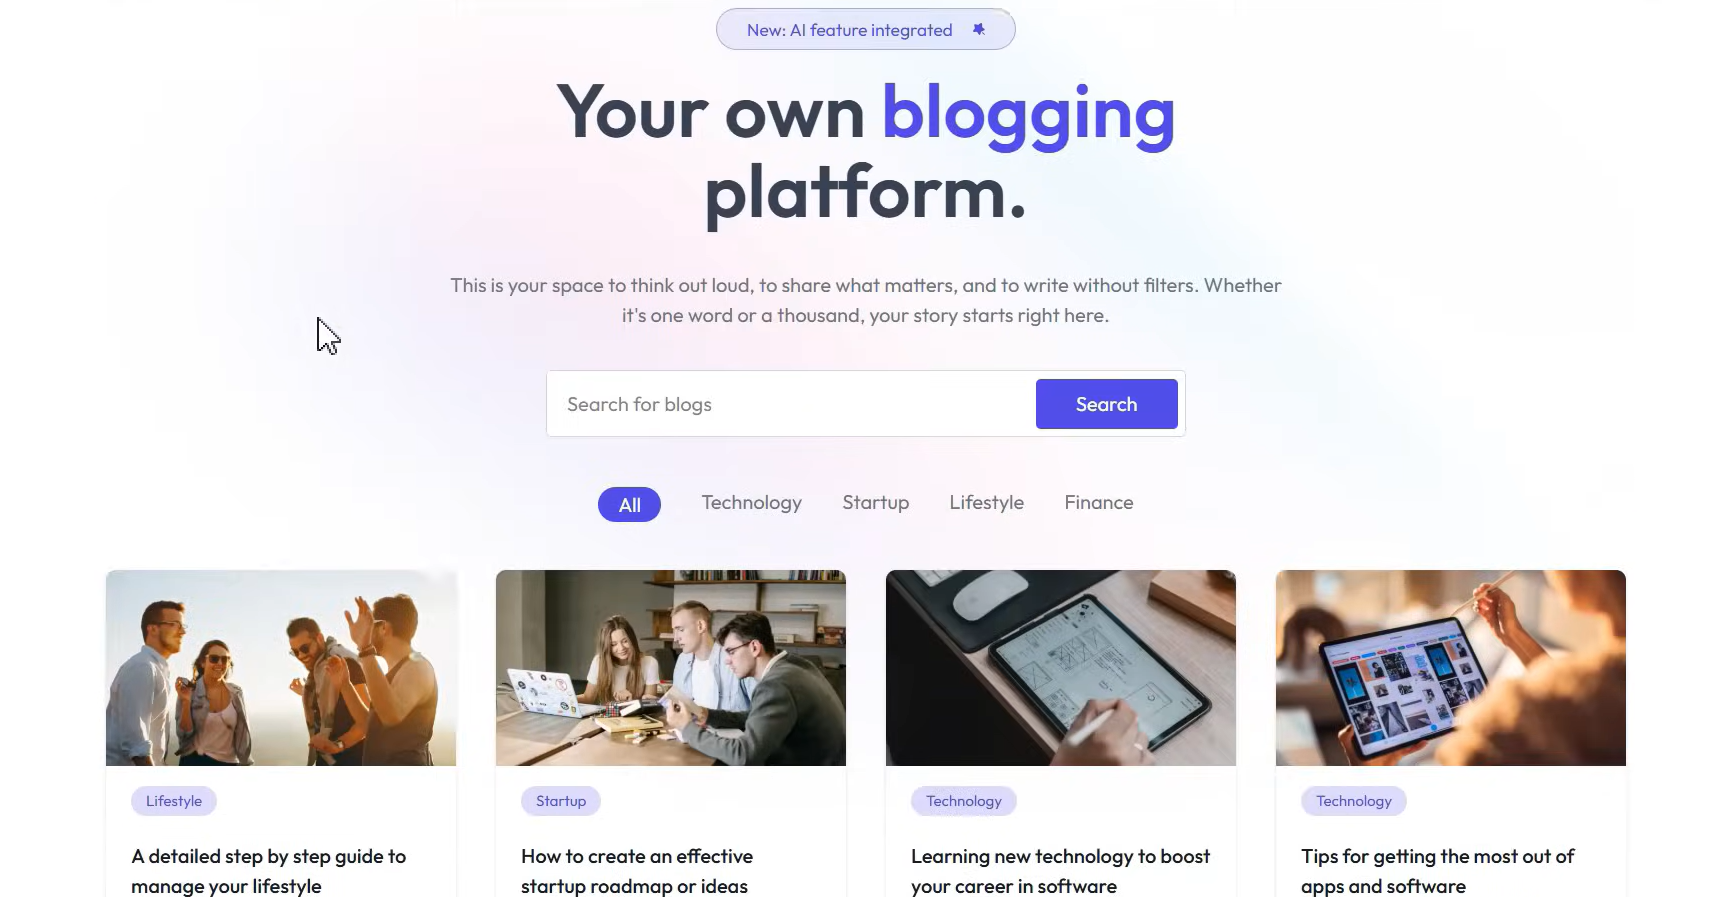 New: AI feature integrated
Your own blogging
platform.
This is your space to think out loud, to share what matters, and to write without filters. Whether
it's one word or a thousand, your story starts right here.
Search for blogs
Search
All Technology Startup Lifestyle Finance
Lifestyle
A detailed step by step guide to
manage your lifestyle
Startup
How to create an effective
startup roadmap or ideas
Technology
Learning new technology to boost
your career in software
Technology
Tips for getting the most out of
apps and software